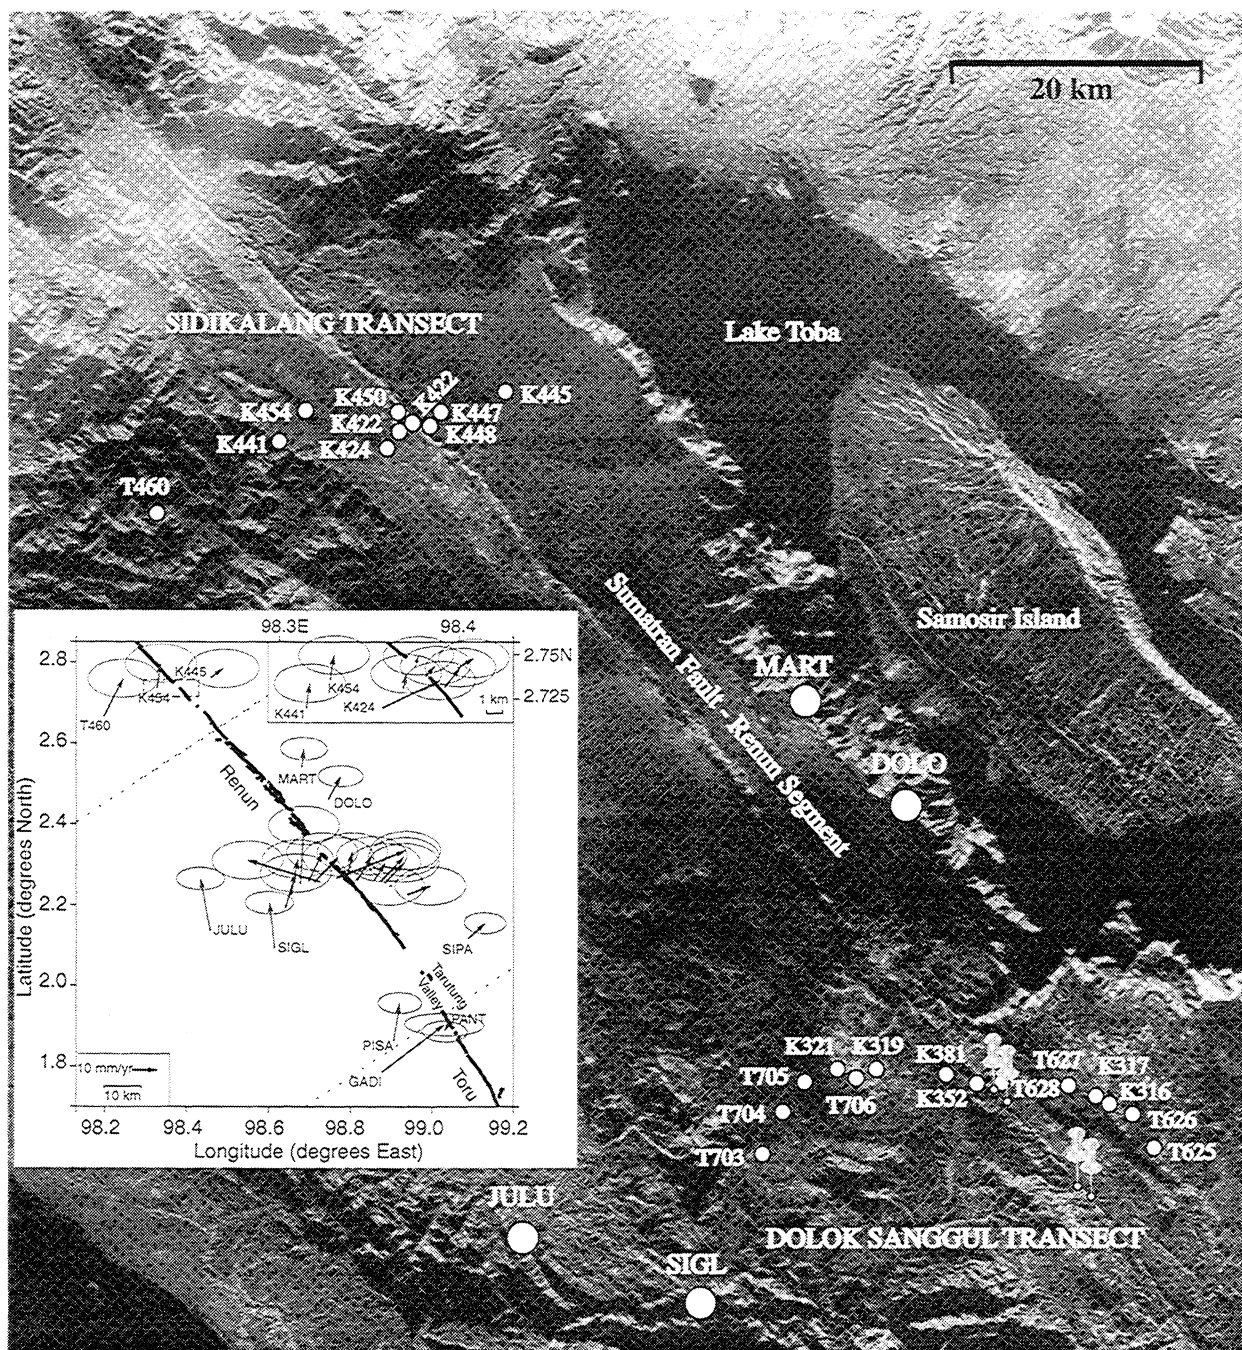 20 km
SIDIKALANG TRANSECT
Lake Toba
K450
K422
K445
K454
K422
K447
K441
K424
K448
T460
Samosir Island
Sumatran Fault - Renun Segment
MART
DOLO
98.3E
98.4
2.8
2.75N
K445
K454
K454
2.725
T460
K441
K424
1 km
2.6
MART
Renun
DOLO
2.4
Latitude (degrees North)
2.2
JULU
SIGL
SIPA
2.0
Tarutung
Valley
PANT
PISA
1.8
10 mm/yr
GADI
10 km
Toru
98.2
98.4
98.6
98.8
99.0
99.2
Longitude (degrees East)
K321
K319
K381
T627
K317
T705
K316
T706
K352
T628
T704
T626
T703
T625
JULU
DOLOK SANGGUL TRANSECT
SIGL